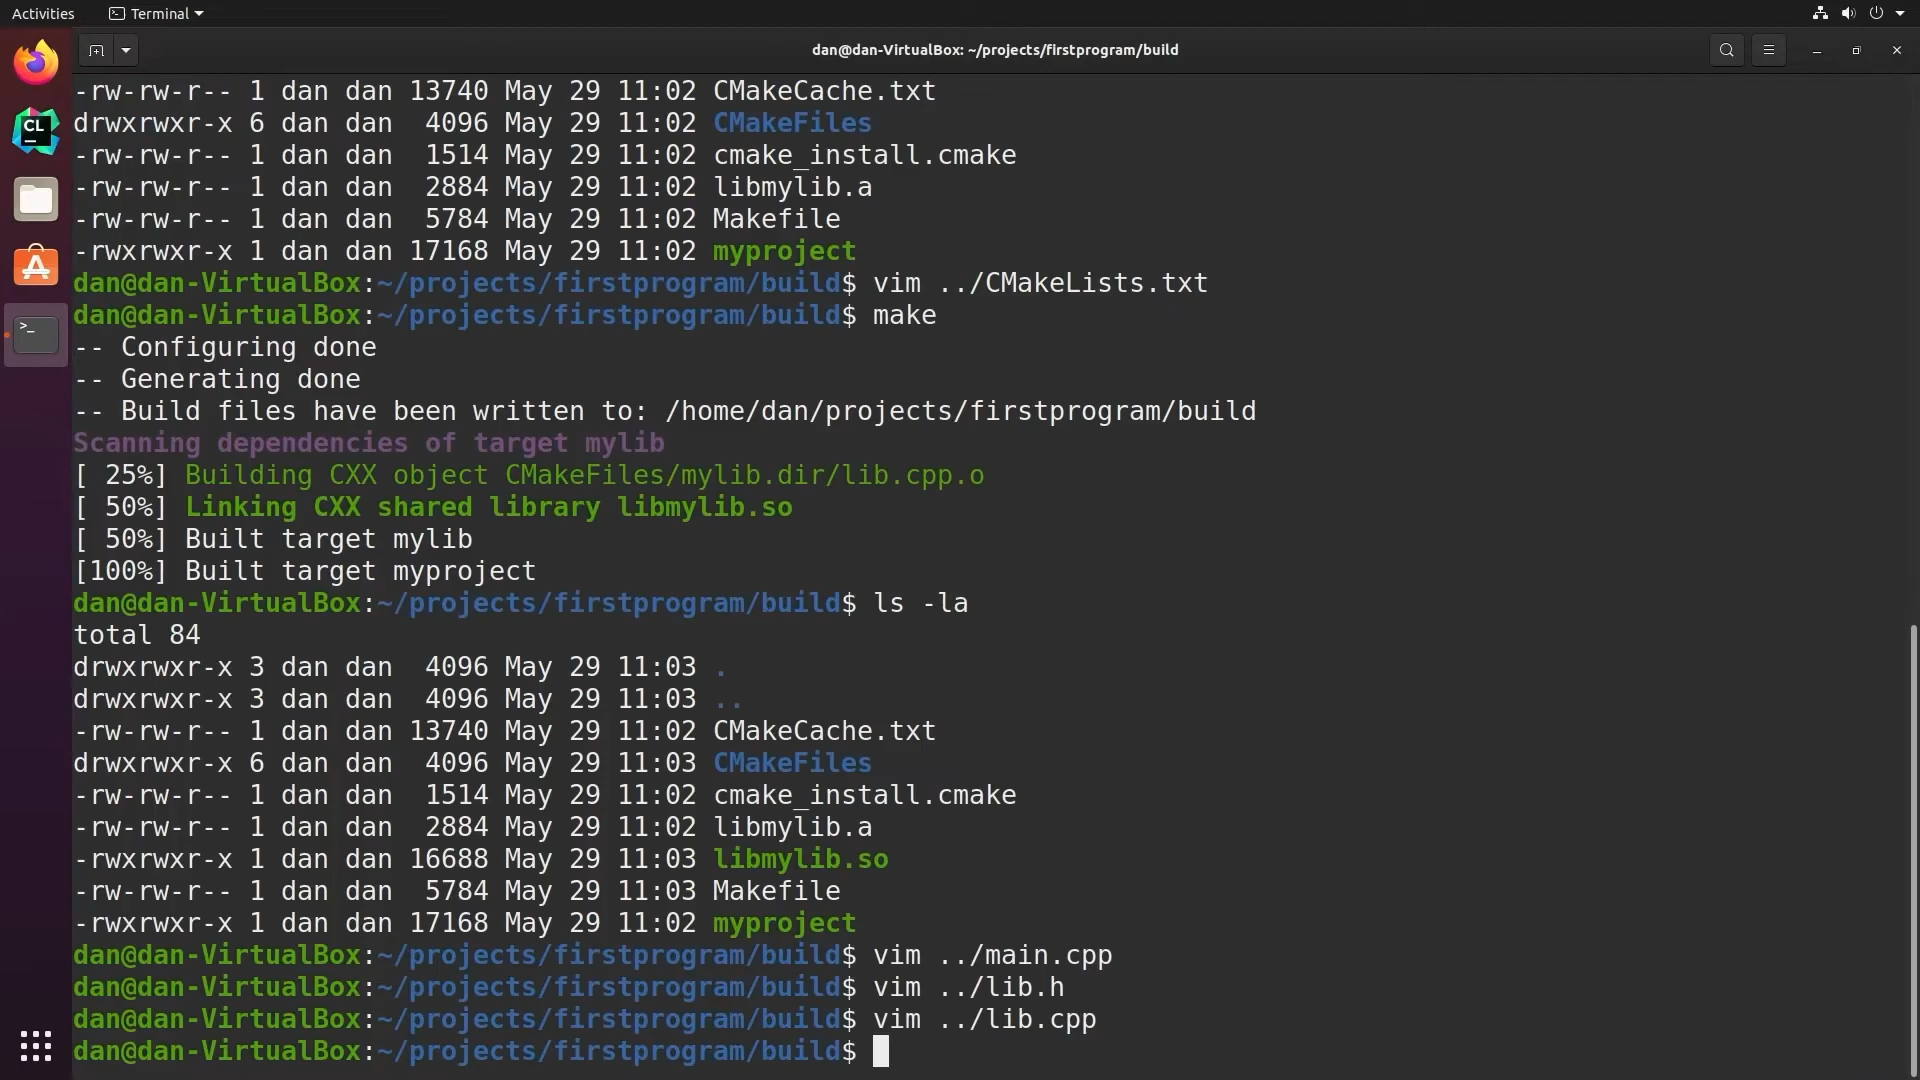 Activities Terminal
dan@dan-VirtualBox: ~/projects/firstprogram/build
CL
-rw-rw-r-- 1 dan dan 13740 May 29 11:02 CMakeCache.txt
drwxrwxr-x 6 dan dan  4096 May 29 11:02 CMakeFiles
-rw-rw-r-- 1 dan dan  1514 May 29 11:02 cmake_install.cmake
-rw-rw-r-- 1 dan dan  2884 May 29 11:02 libmylib.a
-rw-rw-r-- 1 dan dan  5784 May 29 11:02 Makefile
-rwxrwxr-x 1 dan dan 17168 May 29 11:02 myproject
dan@dan-VirtualBox:~/projects/firstprogram/build$ vim ../CMakeLists.txt
dan@dan-VirtualBox:~/projects/firstprogram/build$ make
-- Configuring done
-- Generating done
-- Build files have been written to: /home/dan/projects/firstprogram/build
Scanning dependencies of target mylib
[ 25%] Building CXX object CMakeFiles/mylib.dir/lib.cpp.o
[ 50%] Linking CXX shared library libmylib.so
[ 50%] Built target mylib
[100%] Built target myproject
dan@dan-VirtualBox:~/projects/firstprogram/build$ ls -la
total 84
drwxrwxr-x 3 dan dan  4096 May 29 11:03 .
drwxrwxr-x 3 dan dan  4096 May 29 11:03 ..
-rw-rw-r-- 1 dan dan 13740 May 29 11:02 CMakeCache.txt
drwxrwxr-x 6 dan dan  4096 May 29 11:03 CMakeFiles
-rw-rw-r-- 1 dan dan  1514 May 29 11:02 cmake_install.cmake
-rw-rw-r-- 1 dan dan  2884 May 29 11:02 libmylib.a
-rwxrwxr-x 1 dan dan 16688 May 29 11:03 libmylib.so
-rw-rw-r-- 1 dan dan  5784 May 29 11:03 Makefile
-rwxrwxr-x 1 dan dan 17168 May 29 11:02 myproject
dan@dan-VirtualBox:~/projects/firstprogram/build$ vim ../main.cpp
dan@dan-VirtualBox:~/projects/firstprogram/build$ vim ../lib.h
dan@dan-VirtualBox:~/projects/firstprogram/build$ vim ../lib.cpp
dan@dan-VirtualBox:~/projects/firstprogram/build$